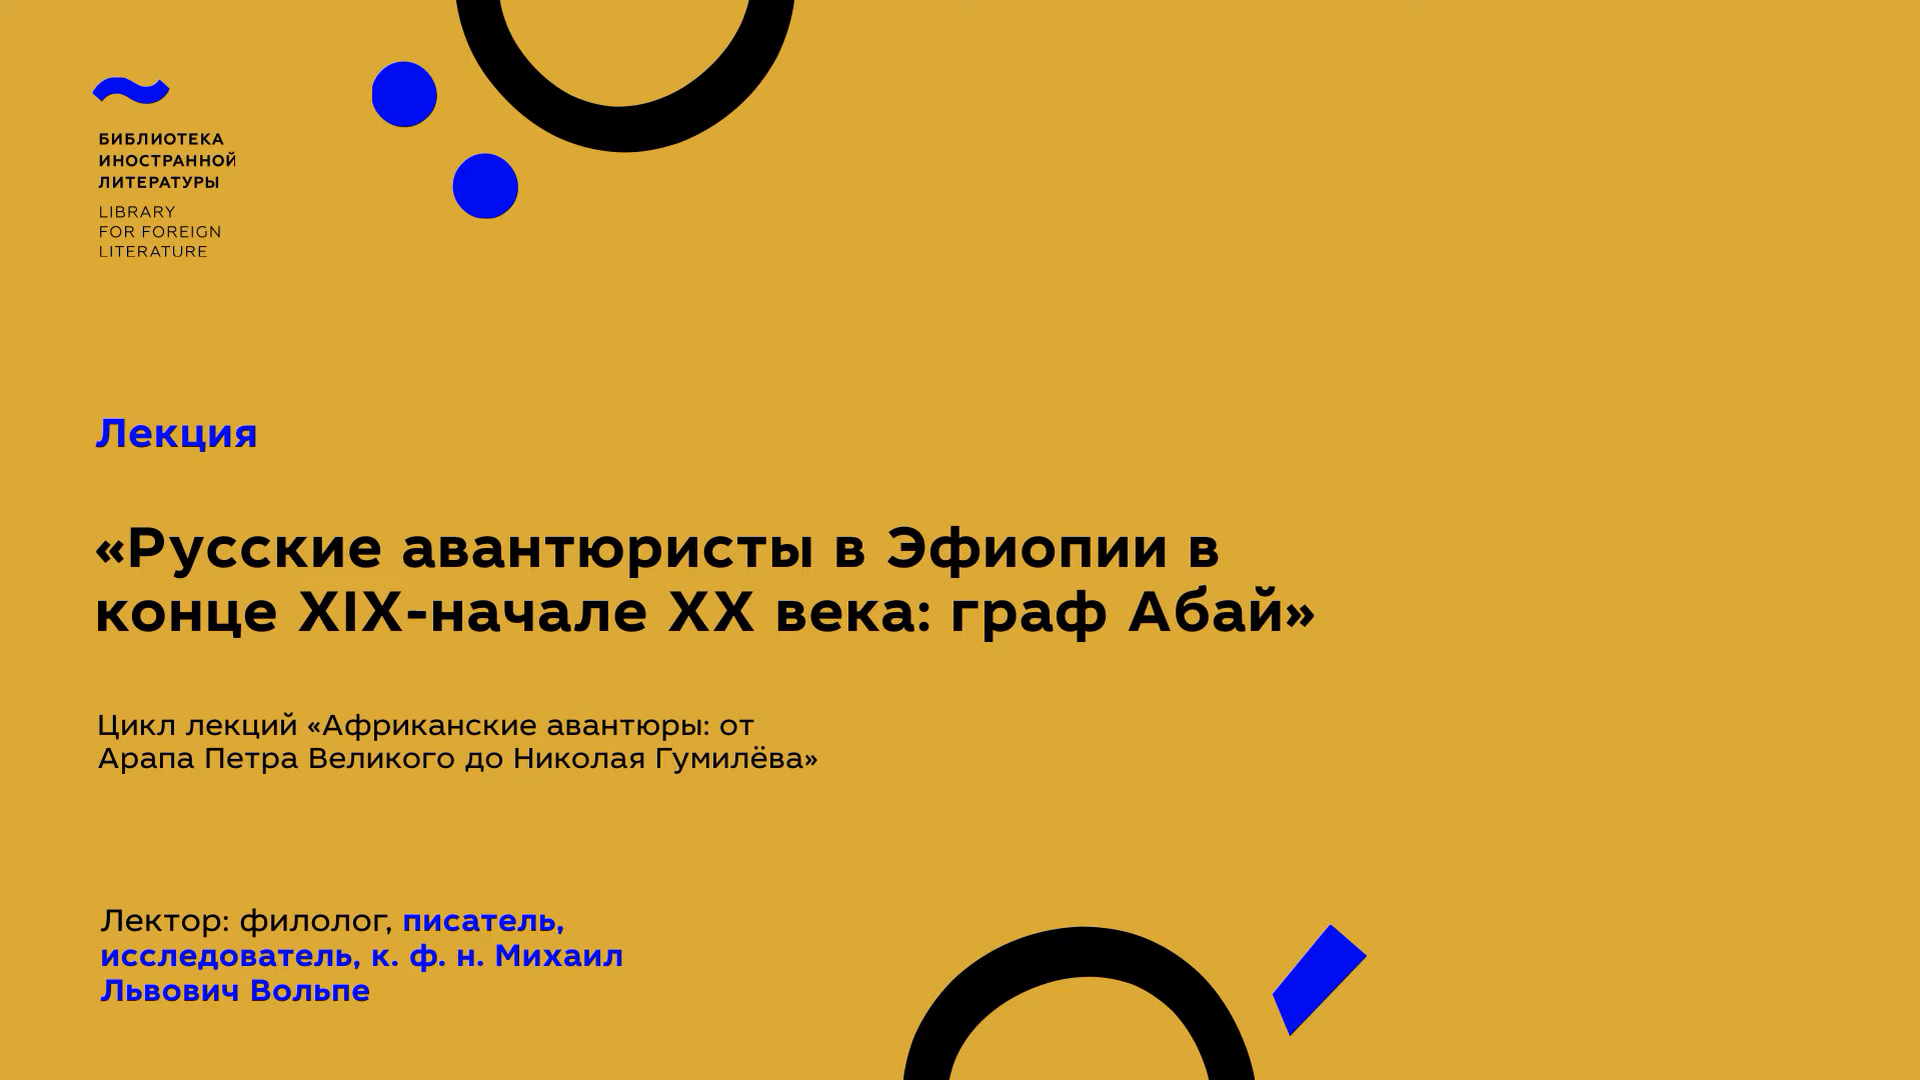 БИБЛИОТЕКА
ИНОСТРАННОЙ
ЛИТЕРАТУРЫ
LIBRARY
FOR FOREIGN
LITERATURE
Лекция
«Русские авантюристы в Эфиопии в
конце XIX-начале XX века: граф Абай»
Цикл лекций «Африканские авантюры: от
Арапа Петра Великого до Николая Гумилёва»
Лектор: филолог, писатель,
исследователь, к. ф. н. Михаил
Львович Вольпе